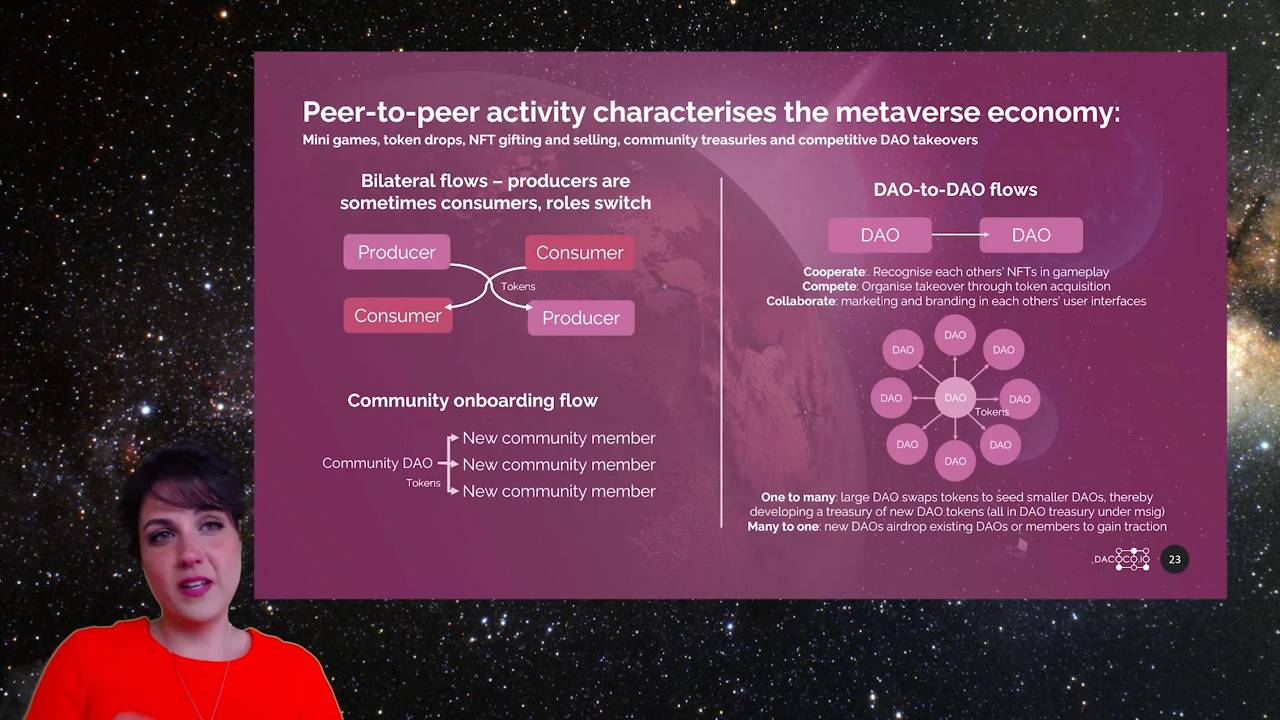 Peer-to-peer activity characterises the metaverse economy:
Mini games, token drops, NFT gifting and selling, community treasuries and competitive DAO takeovers
Bilateral flows – producers are
sometimes consumers, roles switch
Producer
Consumer
Tokens
Consumer
Producer
Community onboarding flow
Community DAO
Tokens
New community member
New community member
New community member
DAO-to-DAO flows
DAO
DAO
Cooperate:. Recognise each others' NFTs in gameplay
Compete: Organise takeover through token acquisition
Collaborate: marketing and branding in each others' user interfaces
DAO
DAO
DAO
DAO
DAO
DAO
Tokens
DAO
DAO
DAO
One to many: large DAO swaps tokens to seed smaller DAOs, thereby
developing a treasury of new DAO tokens (all in DAO treasury under msig)
Many to one: new DAOs airdrop existing DAOs or members to gain traction
DACOCO.IO
23